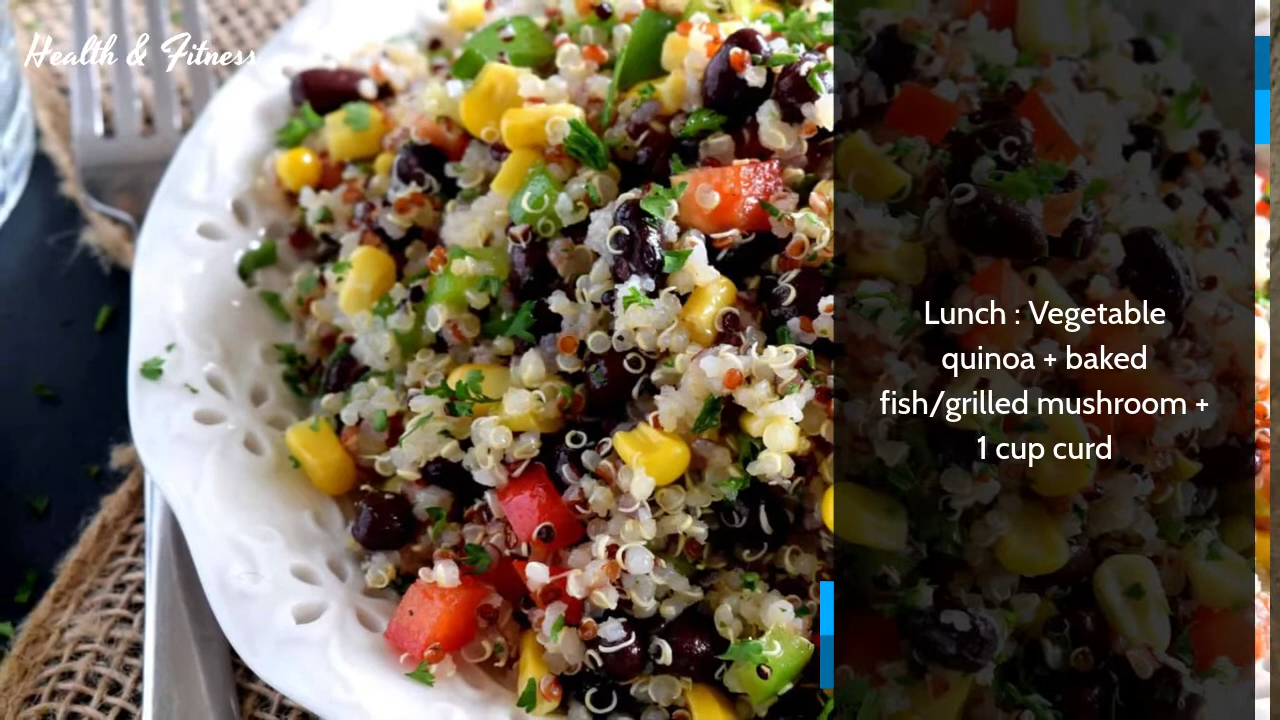 Health & Fitness
Lunch : Vegetable
quinoa + baked
fish/grilled mushroom +
1 cup curd